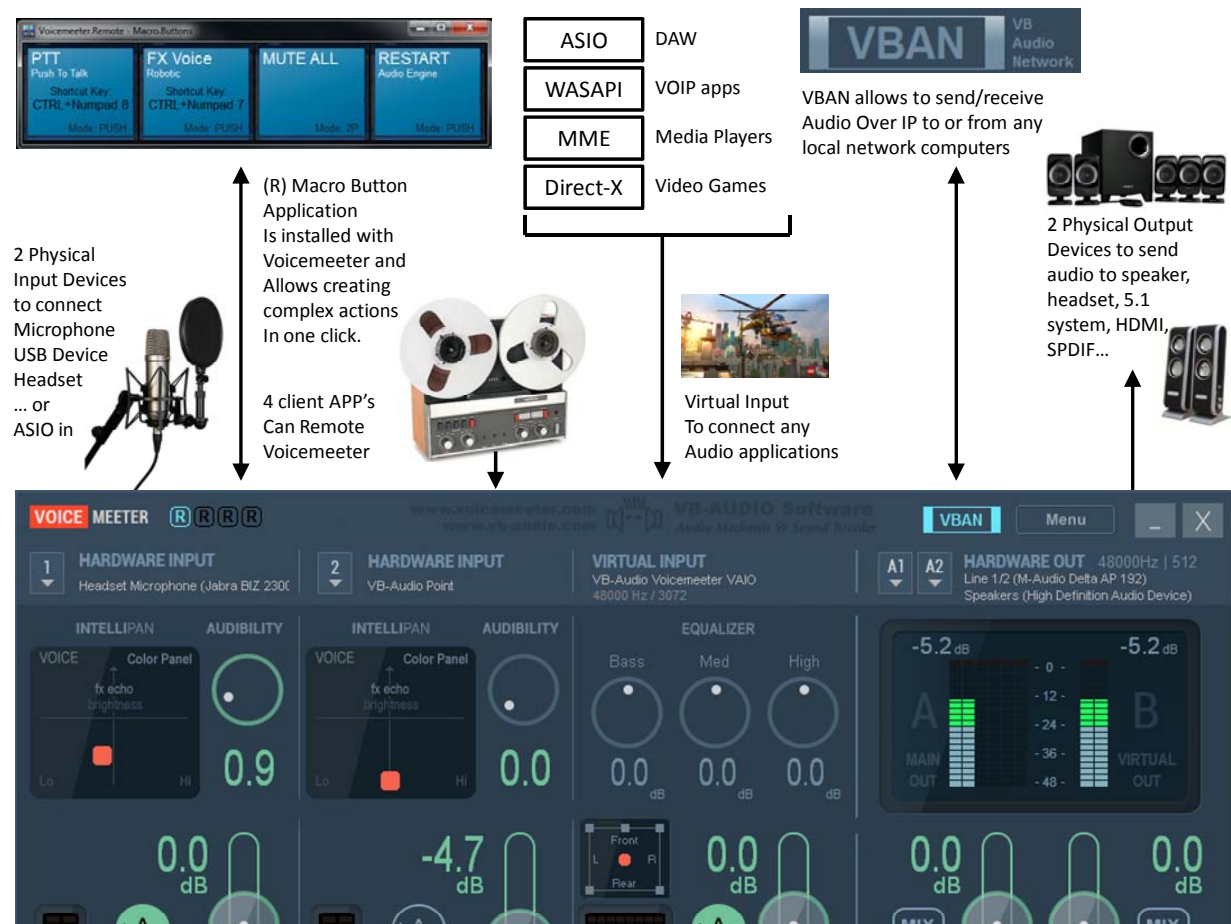 Voicemeeter.Remote - Macro.Buttons
PTT
Push To Talk
Shortcut Key:
CTRL+Numpad 8
Mode: PUSH
FX Voice
Robotic
Shortcut Key:
CTRL+Numpad 7
Mode: PUSH
MUTE ALL
Mode: 2P
RESTART
Audio Engine
Mode: PUSH
ASIO DAW
WASAPI VOIP apps
MME Media Players
Direct-X Video Games
VBAN
VB
Audio
Network
VBAN allows to send/receive
Audio Over IP to or from any
local network computers
2 Physical
Input Devices
to connect
Microphone
USB Device
Headset
… or
ASIO in
(R) Macro Button
Application
Is installed with
Voicemeeter and
Allows creating
complex actions
In one click.
4 client APP’s
Can Remote
Voicemeeter
Virtual Input
To connect any
Audio applications
2 Physical Output
Devices to send
audio to speaker,
headset, 5.1
system, HDMI,
SPDIF…
VOICE MEETER R R R R
www.voicemeeter.com
www.vb-audio.com
VB-AUDIO Software
Audio Mechanic & Sound Breeder
VBAN
Menu
_ X
1 HARDWARE INPUT
Headset Microphone (Jabra BIZ 2300
2 HARDWARE INPUT
VB-Audio Point
VIRTUAL INPUT
VB-Audio Voicemeeter VAIO
48000 Hz / 3072
A1 A2 HARDWARE OUT 48000Hz | 512
Line 1/2 (M-Audio Delta AP 192)
Speakers (High Definition Audio Device)
INTELLIPAN AUDIBILITY
VOICE Color Panel
fx echo
brightness
Lo Hi
0.9
INTELLIPAN AUDIBILITY
VOICE Color Panel
fx echo
brightness
Lo Hi
0.0
EQUALIZER
Bass Med High
0.0 0.0 0.0
dB dB dB
-5.2 dB -5.2 dB
- 0 -
- 12 -
- 24 -
- 36 -
- 48 -
A
MAIN
OUT
B
VIRTUAL
OUT
0.0
dB
A
-4.7
dB
A
Front
L R
Rear
0.0
dB
A
0.0
dB
MIX
0.0
dB
MIX